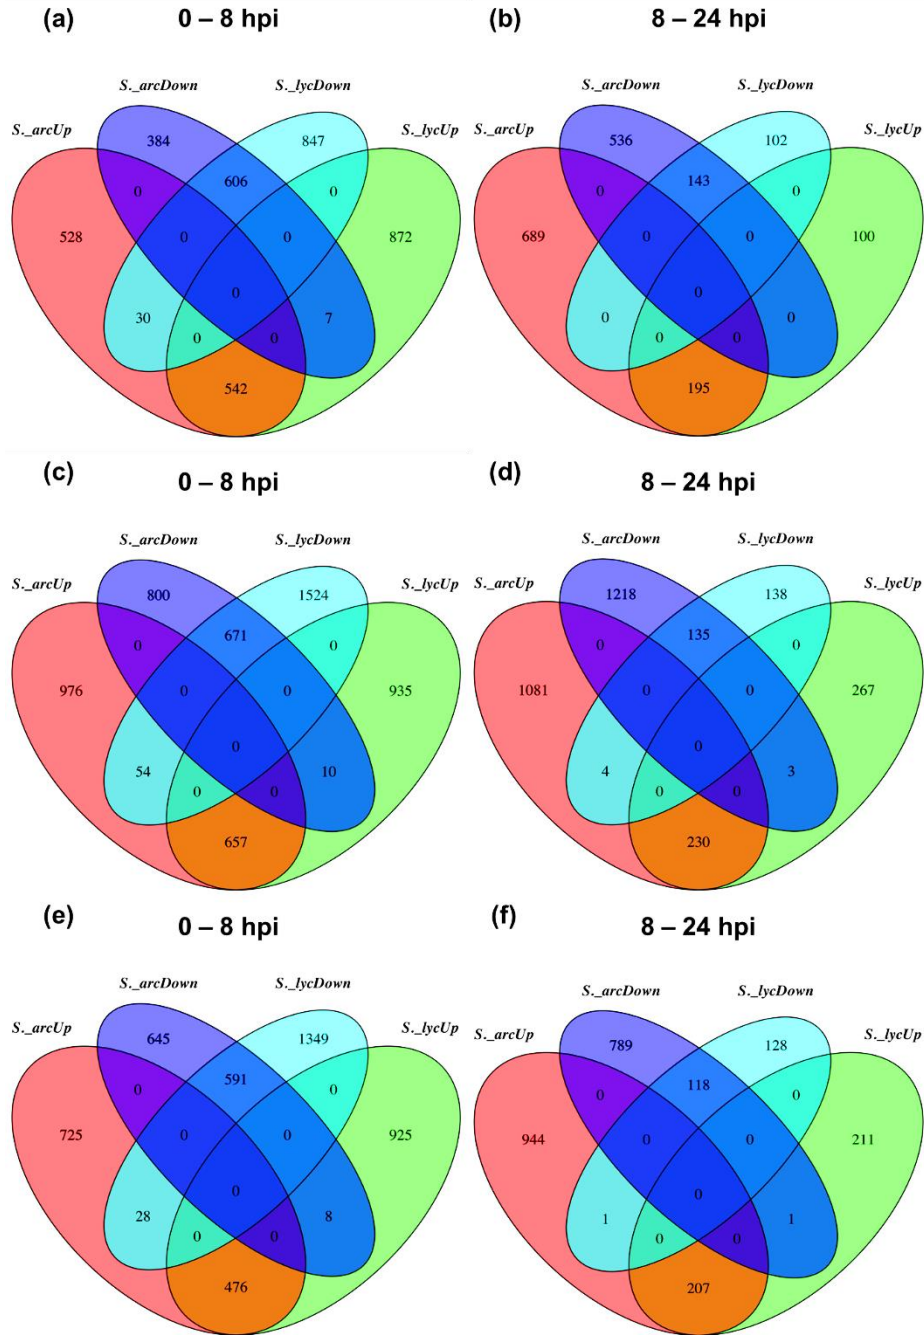 (a) 0 – 8 hpi
(b) 8 – 24 hpi
S._arcDown S._lycDown
S._arcUp S._lycUp
384 847
606
0 0
528 0 0 872
0
30 7
0 0
542
S._arcDown S._lycDown
S._arcUp S._lycUp
536 102
143
0 0
689 0 0 100
0
0 0
0 0
195
(c) 0 – 8 hpi
(d) 8 – 24 hpi
S._arcDown S._lycDown
S._arcUp S._lycUp
800 1524
671
0 0
976 0 0 935
0
54 10
0 0
657
S._arcDown S._lycDown
S._arcUp S._lycUp
1218 138
135
0 0
1081 0 0 267
0
4 3
0 0
230
(e) 0 – 8 hpi
(f) 8 – 24 hpi
S._arcDown S._lycDown
S._arcUp S._lycUp
645 1349
591
0 0
725 0 0 925
0
28 8
0 0
476
S._arcDown S._lycDown
S._arcUp S._lycUp
789 128
118
0 0
944 0 0 211
0
1 1
0 0
207